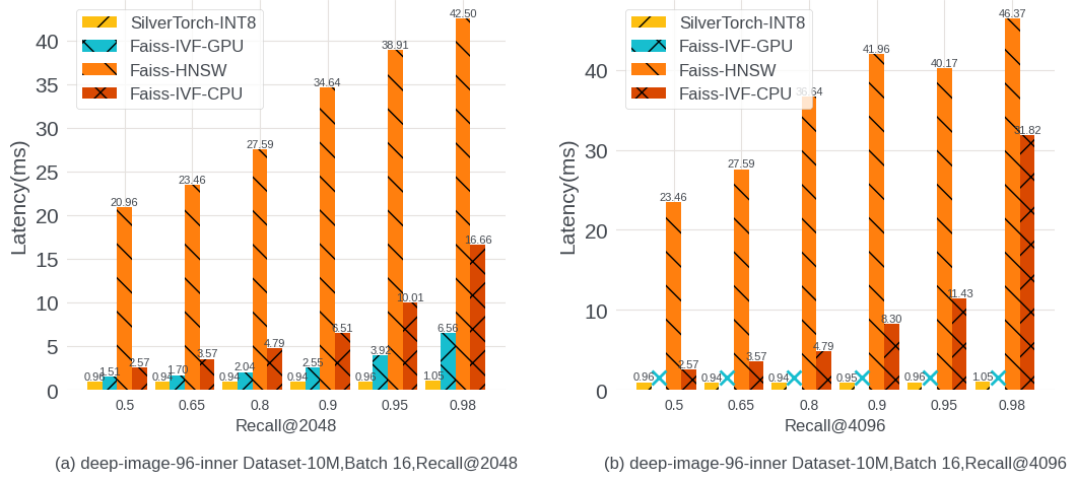 SilverTorch-INT8
Faiss-IVF-GPU
Faiss-HNSW
Faiss-IVF-CPU
Latency(ms)
40
35
30
25
20
15
10
5
0
0.96 1.51 20.96 2.57
0.94 1.70 23.46 3.57
0.94 2.04 27.59 4.79
0.94 2.55 34.64 6.51
0.96 3.92 38.91 10.01
1.05 6.56 42.50 16.66
0.5 0.65 0.8 0.9 0.95 0.98
Recall@2048
(a) deep-image-96-inner Dataset-10M,Batch 16,Recall@2048
SilverTorch-INT8
Faiss-IVF-GPU
Faiss-HNSW
Faiss-IVF-CPU
Latency(ms)
40
30
20
10
0
0.96 23.46 2.57
0.94 27.59 3.57
0.94 36.64 4.79
0.95 41.96 8.30
0.96 40.17 11.43
1.05 46.37 31.82
0.5 0.65 0.8 0.9 0.95 0.98
Recall@4096
(b) deep-image-96-inner Dataset-10M,Batch 16,Recall@4096